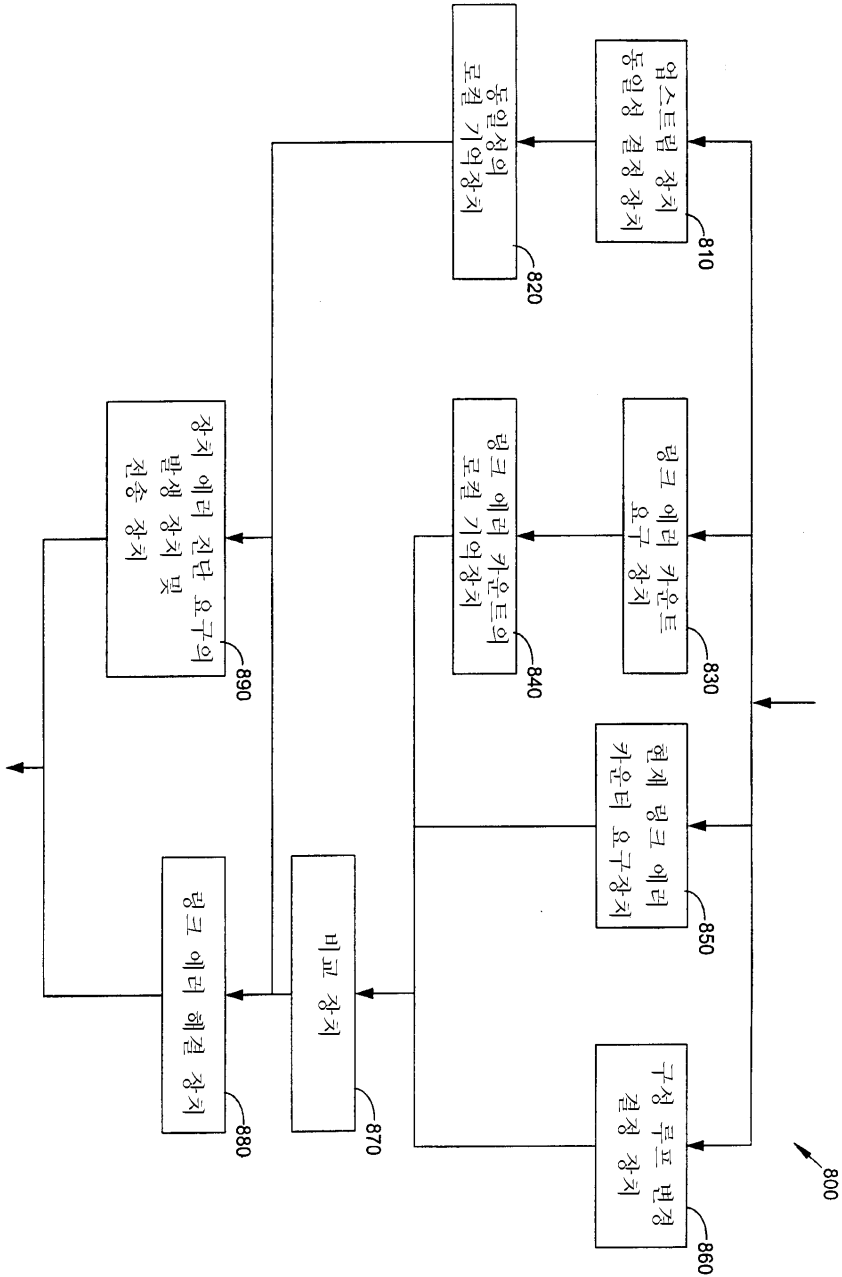 800
810
업스트림 장치
동일성 결정 장치
830
링크 에러 카운트
요구 장치
850
현재 링크 에러
카운터 요구장치
860
구성 루프 변경
결정 장치
820
동일성의
로컬 기억장치
840
링크 에러 카운트의
로컬 기억장치
870
비교 장치
890
장치 에러 진단 요구의
발생 장치 및
전송 장치
880
링크 에러 해결 장치